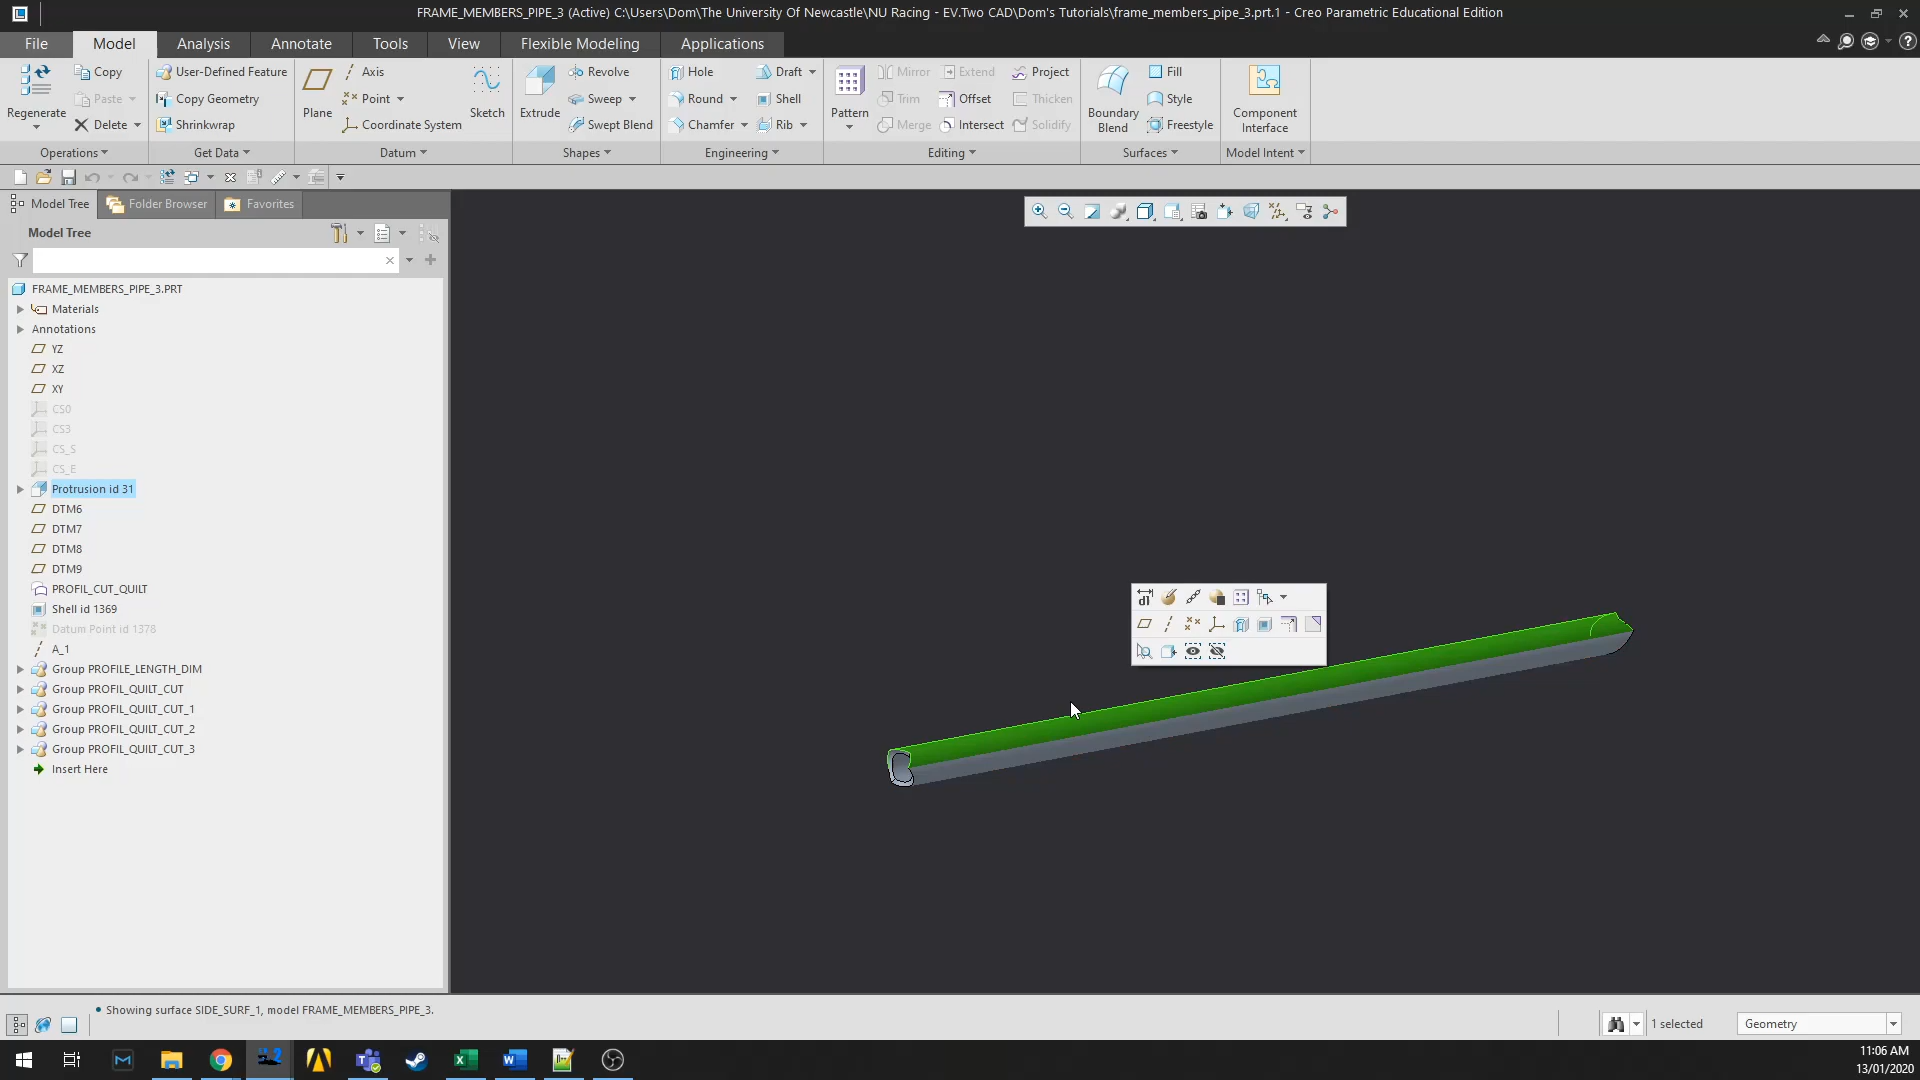 FRAME_MEMBERS_PIPE_3 (Active) C:\Users\Dom\The University Of Newcastle\NU Racing - EV.Two CAD\Dom's Tutorials\frame_members_pipe_3.prt.1 - Creo Parametric Educational Edition
File Model Analysis Annotate Tools View Flexible Modeling Applications
Regenerate
Copy
Paste
Delete
Operations
User-Defined Feature
Copy Geometry
Shrinkwrap
Get Data
Plane
Axis
Point
Coordinate System
Sketch
Datum
Extrude
Revolve
Sweep
Swept Blend
Shapes
Hole
Round
Chamfer
Draft
Shell
Rib
Engineering
Pattern
Mirror
Trim
Merge
Extend
Offset
Intersect
Project
Thicken
Solidify
Editing
Boundary
Blend
Fill
Style
Freestyle
Surfaces
Component
Interface
Model Intent
Model Tree Folder Browser Favorites
Model Tree
FRAME_MEMBERS_PIPE_3.PRT
Materials
Annotations
YZ
XZ
XY
CS0
CS3
CS_S
CS_E
Protrusion id 31
DTM6
DTM7
DTM8
DTM9
PROFIL_CUT_QUILT
Shell id 1369
Datum Point id 1378
A_1
Group PROFILE_LENGTH_DIM
Group PROFIL_QUILT_CUT
Group PROFIL_QUILT_CUT_1
Group PROFIL_QUILT_CUT_2
Group PROFIL_QUILT_CUT_3
Insert Here
• Showing surface SIDE_SURF_1, model FRAME_MEMBERS_PIPE_3.
1 selected
Geometry
11:06 AM
13/01/2020